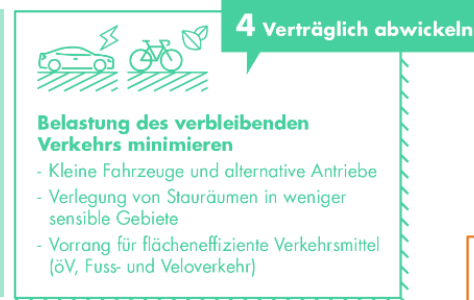 4 Verträglich abwickeln
Belastung des verbleibenden
Verkehrs minimieren
- Kleine Fahrzeuge und alternative Antriebe
- Verlegung von Stauräumen in weniger
sensible Gebiete
- Vorrang für flächeneffiziente Verkehrsmittel
(öV, Fuss- und Veloverkehr)